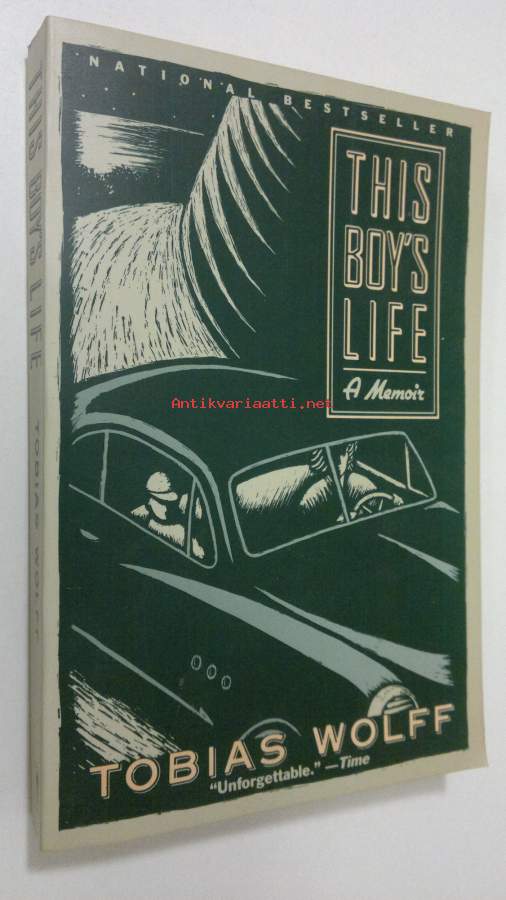 NATIONAL BESTSELLER
THIS
BOY'S
LIFE
A Memoir
Antikvariaatti.net
TOBIAS WOLFF
"Unforgettable." —Time
THIS BOY'S LIFE TOBIAS WOLFF